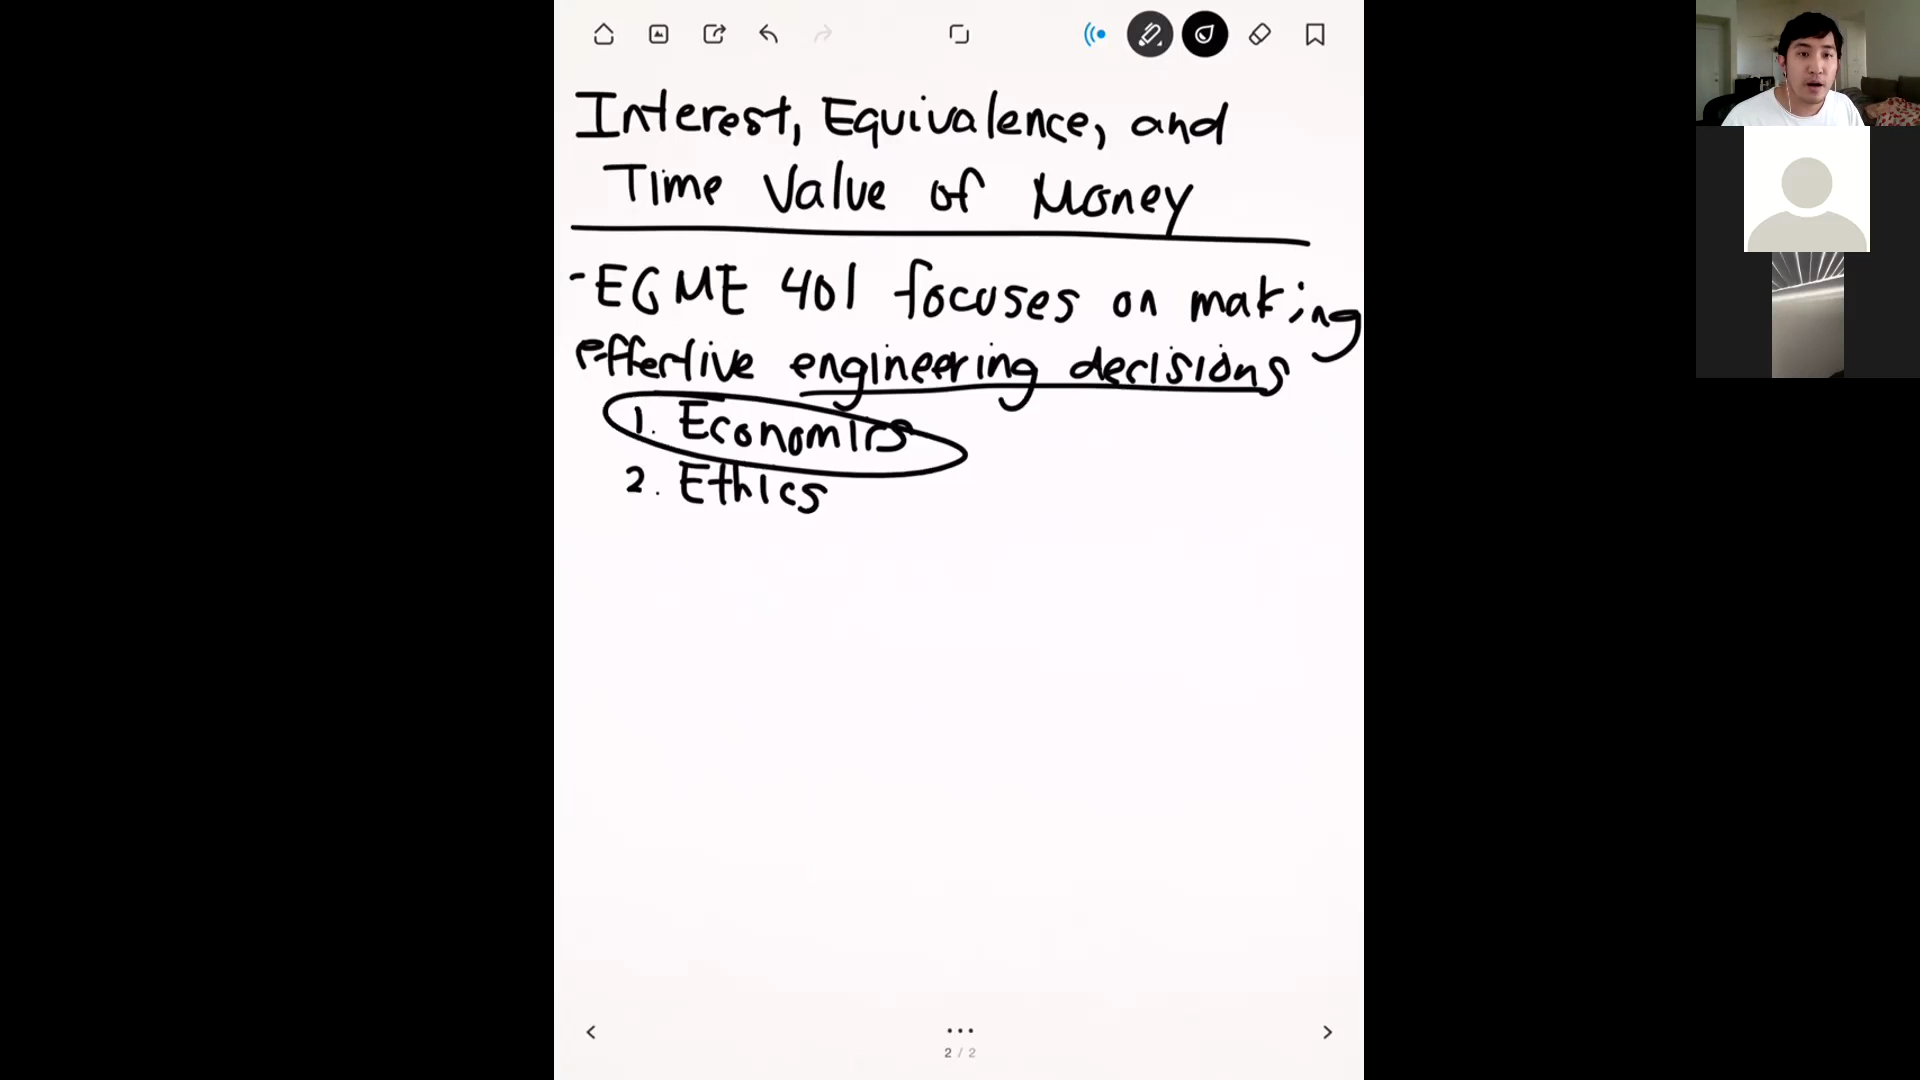 Interest, Equivalence, and
Time Value of Money
- EGME 401 focuses on making
effective engineering decisions
1. Economics
2. Ethics
2 / 2